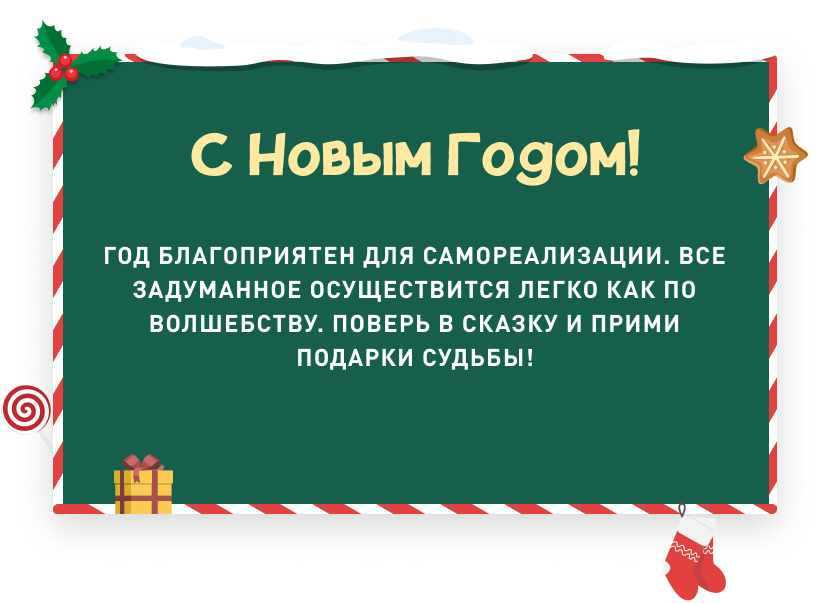 С Новым Годом!
ГОД БЛАГОПРИЯТЕН ДЛЯ САМОРЕАЛИЗАЦИИ. ВСЕ
ЗАДУМАННОЕ ОСУЩЕСТВИТСЯ ЛЕГКО КАК ПО
ВОЛШЕБСТВУ. ПОВЕРЬ В СКАЗКУ И ПРИМИ
ПОДАРКИ СУДЬБЫ!